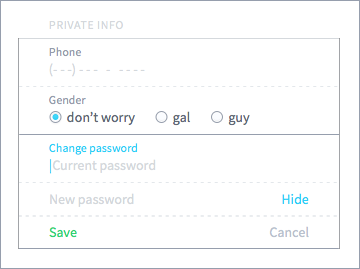 PRIVATE INFO
Phone
(---) --- - ----
Gender
don't worry gal guy
Change password
Current password
New password Hide
Save Cancel